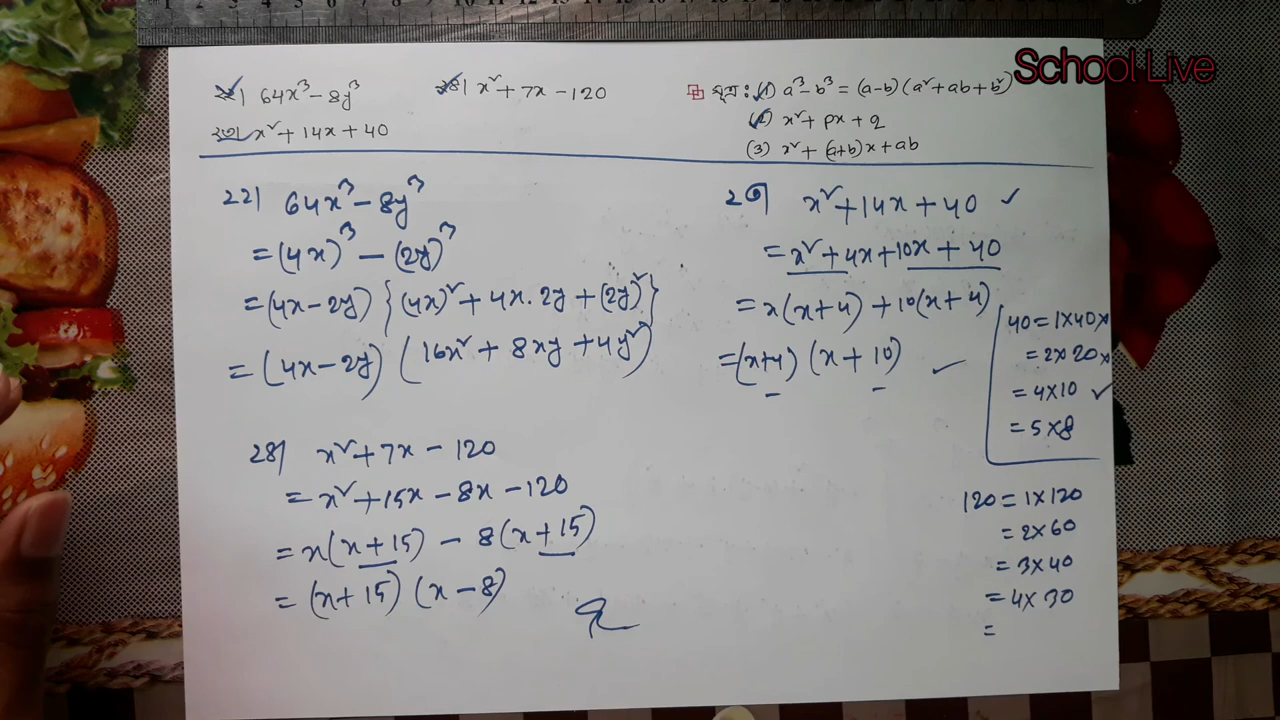 School Live
২২| 64x³ – 8y³
২৪| x² + 7x – 120
২৩| x² + 14x + 40
সূত্র: (1) a³ – b³ = (a–b) (a² + ab + b²)
(2) x² + px + q
(3) x² + (a+b)x + ab
২২| 64x³ – 8y³
= (4x)³ – (2y)³
= (4x – 2y) {(4x)² + 4x . 2y + (2y)²}
= (4x – 2y) (16x² + 8xy + 4y²)
২৪| x² + 7x – 120
= x² + 15x – 8x – 120
= x(x + 15) – 8(x + 15)
= (x + 15) (x – 8)
২৩| x² + 14x + 40 ✓
= x² + 4x + 10x + 40
= x(x + 4) + 10(x + 4)
= (x+4) (x + 10) ✓
40 = 1 x 40 x
= 2 x 20 x
= 4 x 10 ✓
= 5 x 8
120 = 1 x 120
= 2 x 60
= 3 x 40
= 4 x 30
=